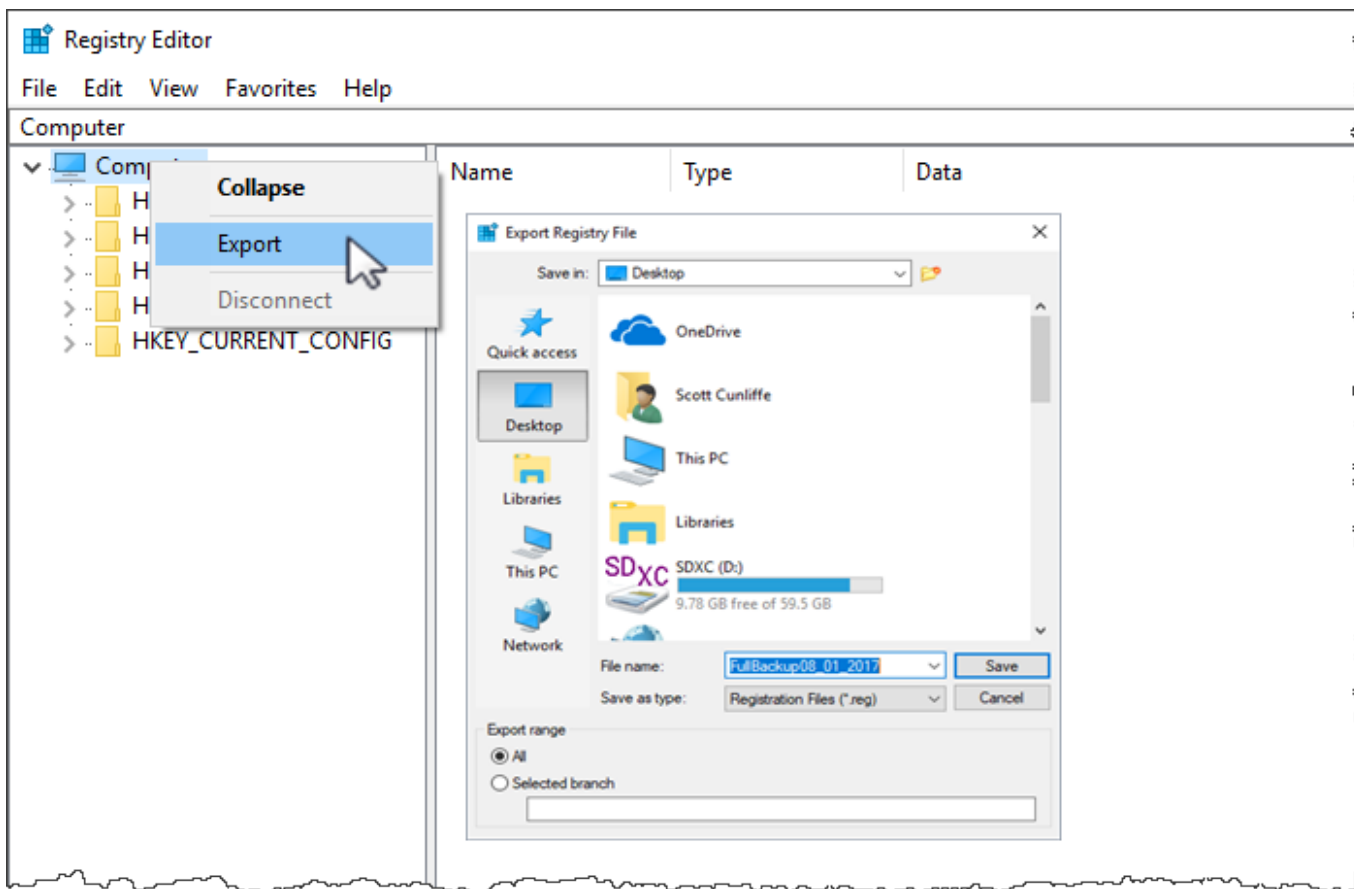 Registry Editor
File Edit View Favorites Help
Computer
Name Type Data
Collapse
Export
Disconnect
HKEY_CURRENT_CONFIG
Export Registry File
Save in: Desktop
Quick access
Desktop
Libraries
This PC
Network
OneDrive
Scott Cunliffe
This PC
Libraries
SDXC SDXC (D:)
9.78 GB free of 59.5 GB
File name: FullBackup08_01_2017 Save
Save as type: Registration Files (*.reg) Cancel
Export range
All
Selected branch